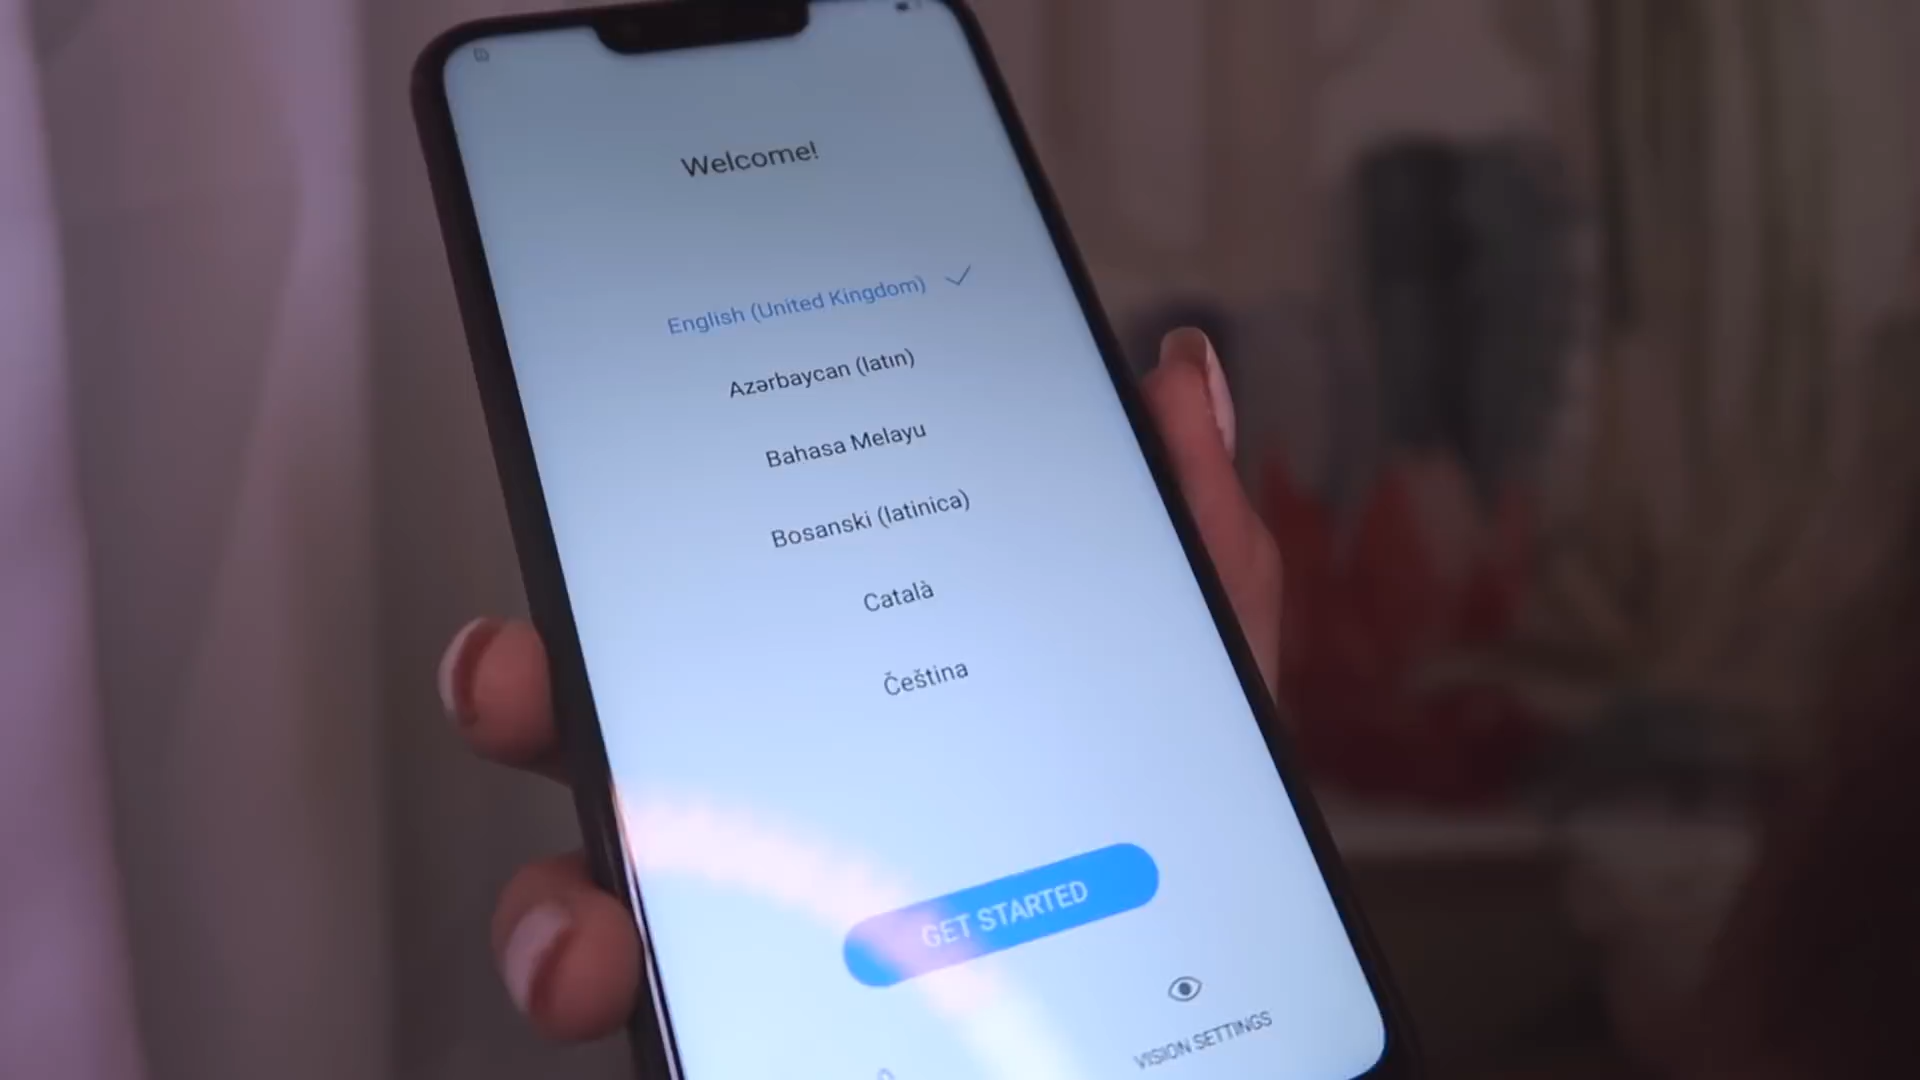 Welcome!
English (United Kingdom)
Azərbaycan (latın)
Bahasa Melayu
Bosanski (latinica)
Català
Čeština
GET STARTED
VISION SETTINGS